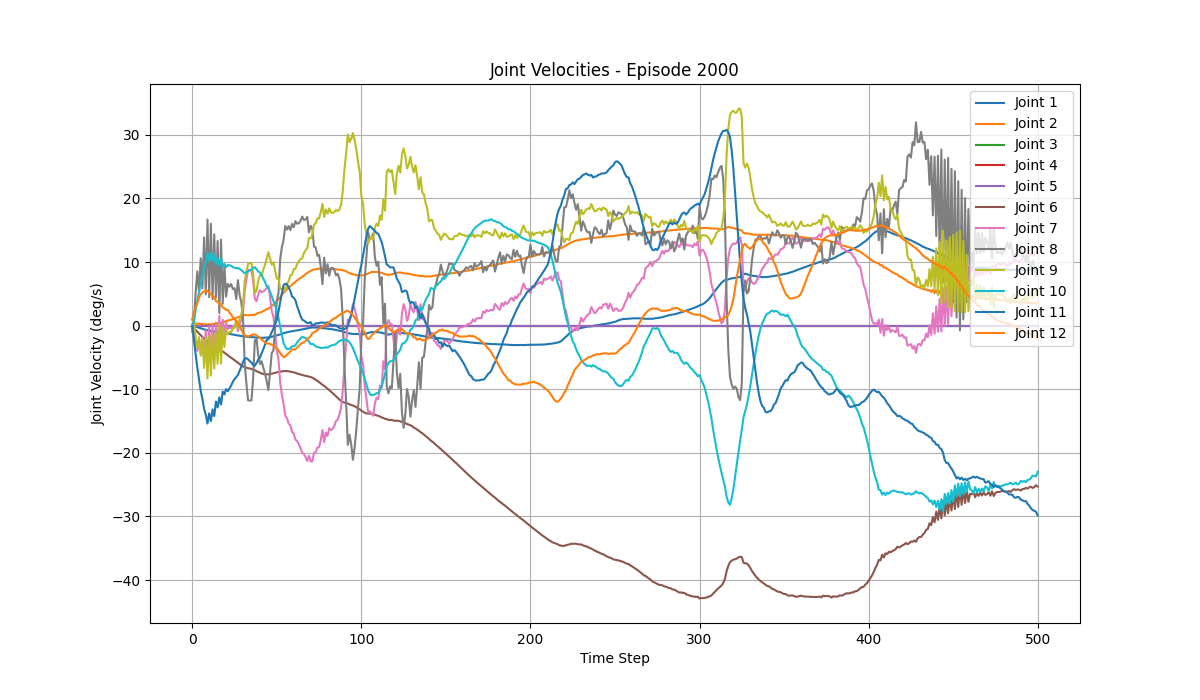 Joint Velocities - Episode 2000
Joint Velocity (deg/s)
30
20
10
0
−10
−20
−30
−40
0 100 200 300 400 500
Time Step
Joint 1
Joint 2
Joint 3
Joint 4
Joint 5
Joint 6
Joint 7
Joint 8
Joint 9
Joint 10
Joint 11
Joint 12